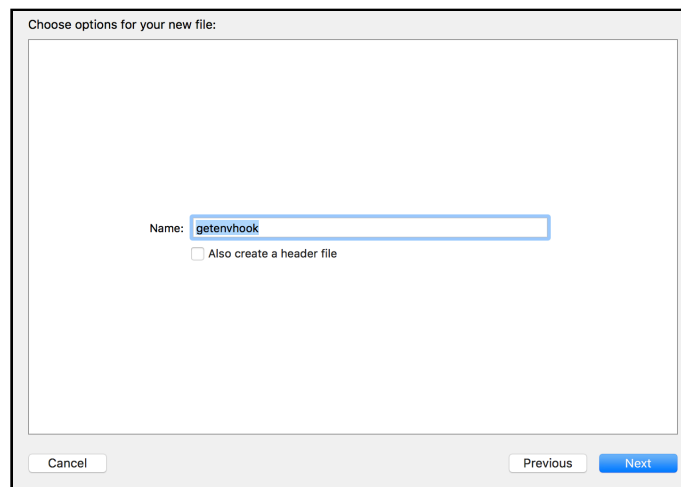 Choose options for your new file:
Name: getenvhook
Also create a header file
Cancel Previous Next